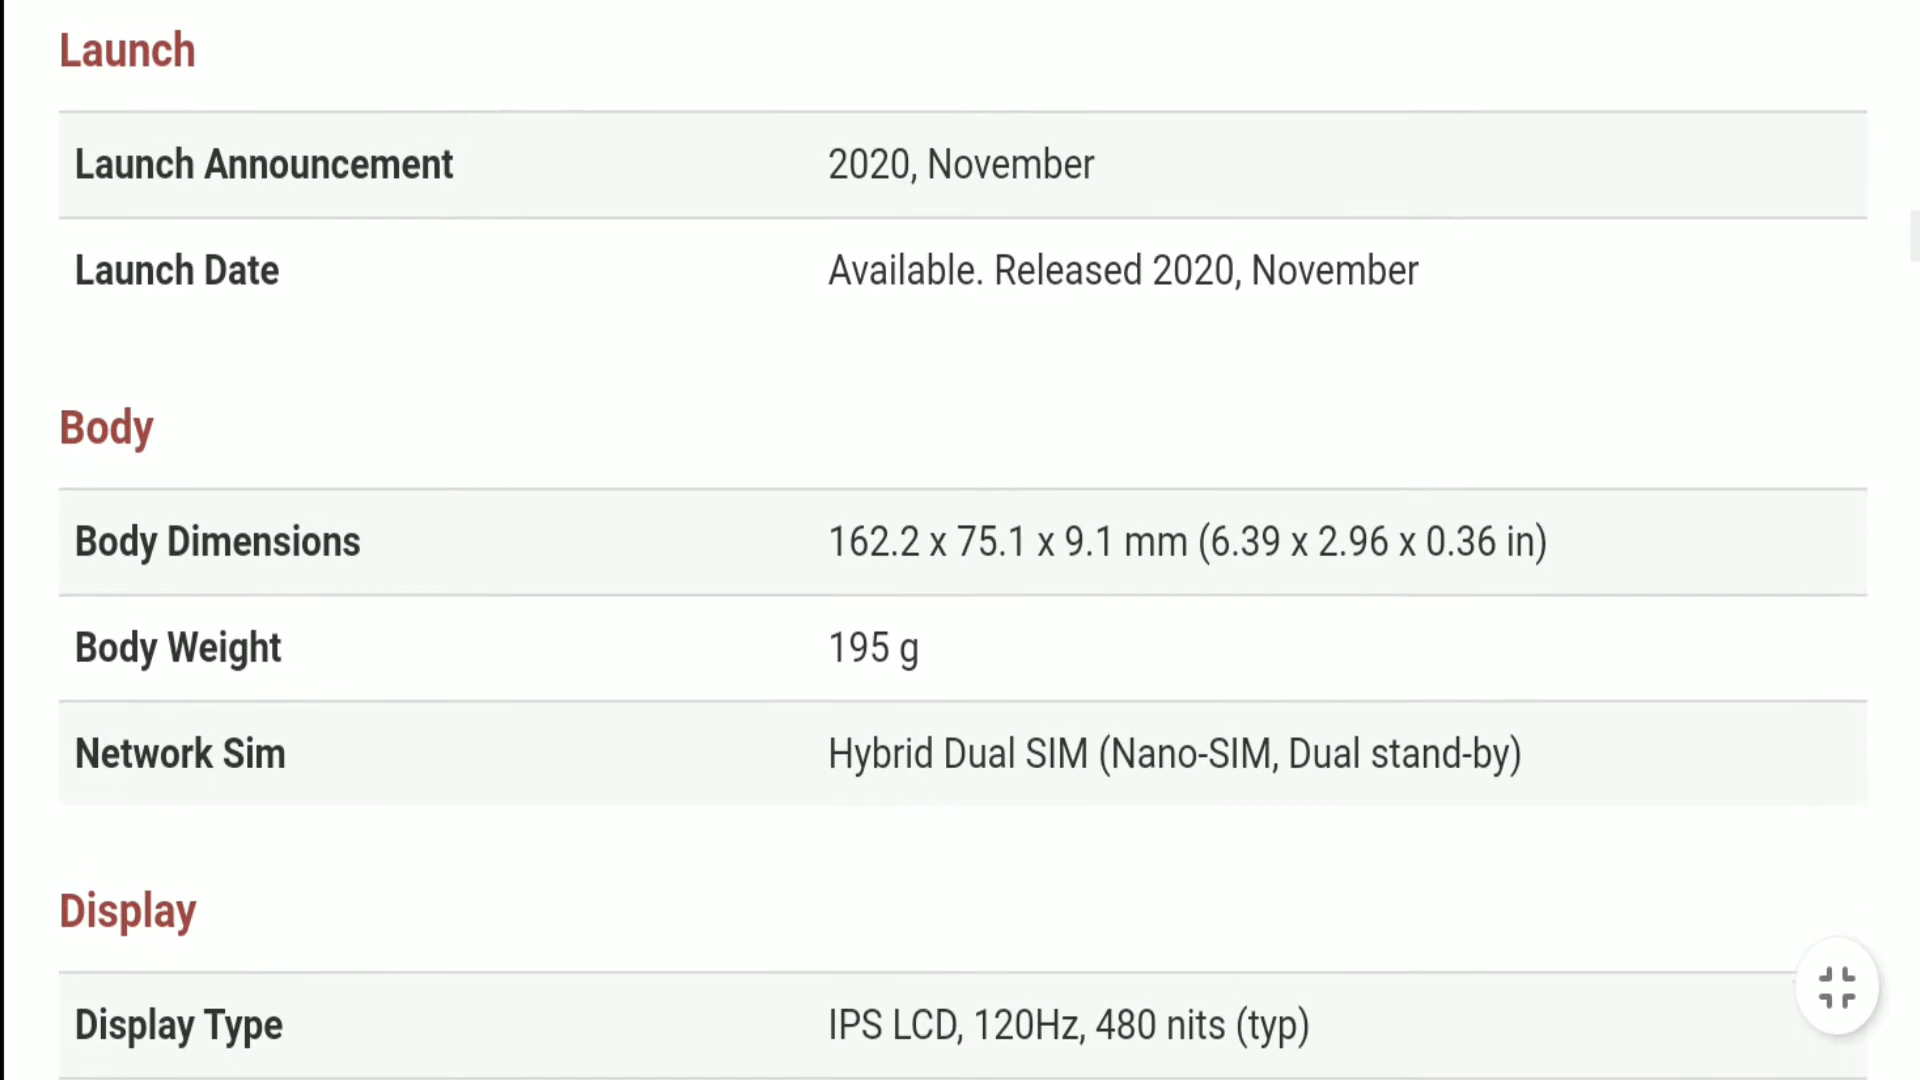 Launch
Launch Announcement 2020, November
Launch Date Available. Released 2020, November
Body
Body Dimensions 162.2 x 75.1 x 9.1 mm (6.39 x 2.96 x 0.36 in)
Body Weight 195 g
Network Sim Hybrid Dual SIM (Nano-SIM, Dual stand-by)
Display
Display Type IPS LCD, 120Hz, 480 nits (typ)